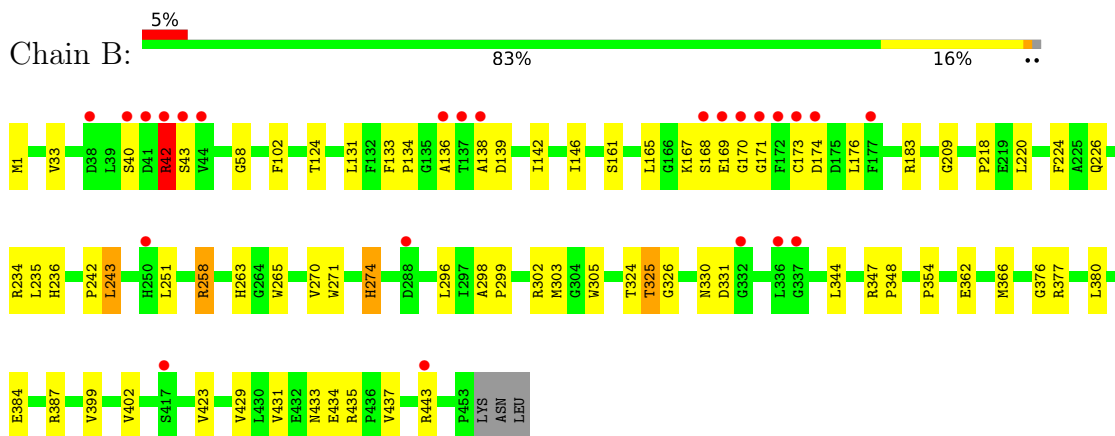 5%
Chain B:
83% 16% ..
M1 V33 D38 L39 S40 D41 R42 S43 V44 G58 F102 T124 L131 F132 F133 P134 G135 A136 T137 A138 D139 I142 I146 S161 L165 G166 K167 S168 E169 G170 G171 F172 C173 D174 D175 L176 F177 R183 G209 P218 E219 L220 F224 A225 Q226
R234 L235 H236 P242 L243 H250 L251 R258 H263 G264 W265 V270 W271 H274 D288 L296 I297 A298 P299 R302 M303 G304 W305 T324 T325 G326 N330 D331 G332 L336 G337 L344 R347 P348 P354 E362 M366 G376 R377 L380
E384 R387 V399 V402 S417 V423 V429 L430 V431 E432 N433 E434 R435 P436 V437 R443 P453 LYS ASN LEU